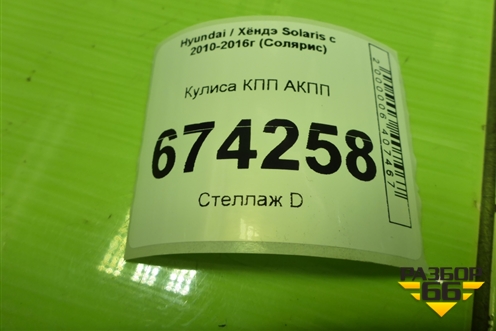 Hyundai / Хёндэ Solaris с
2010-2016г (Солярис)
Кулиса КПП АКПП
674258
Стеллаж D
2000006407467
РАЗБОР
66